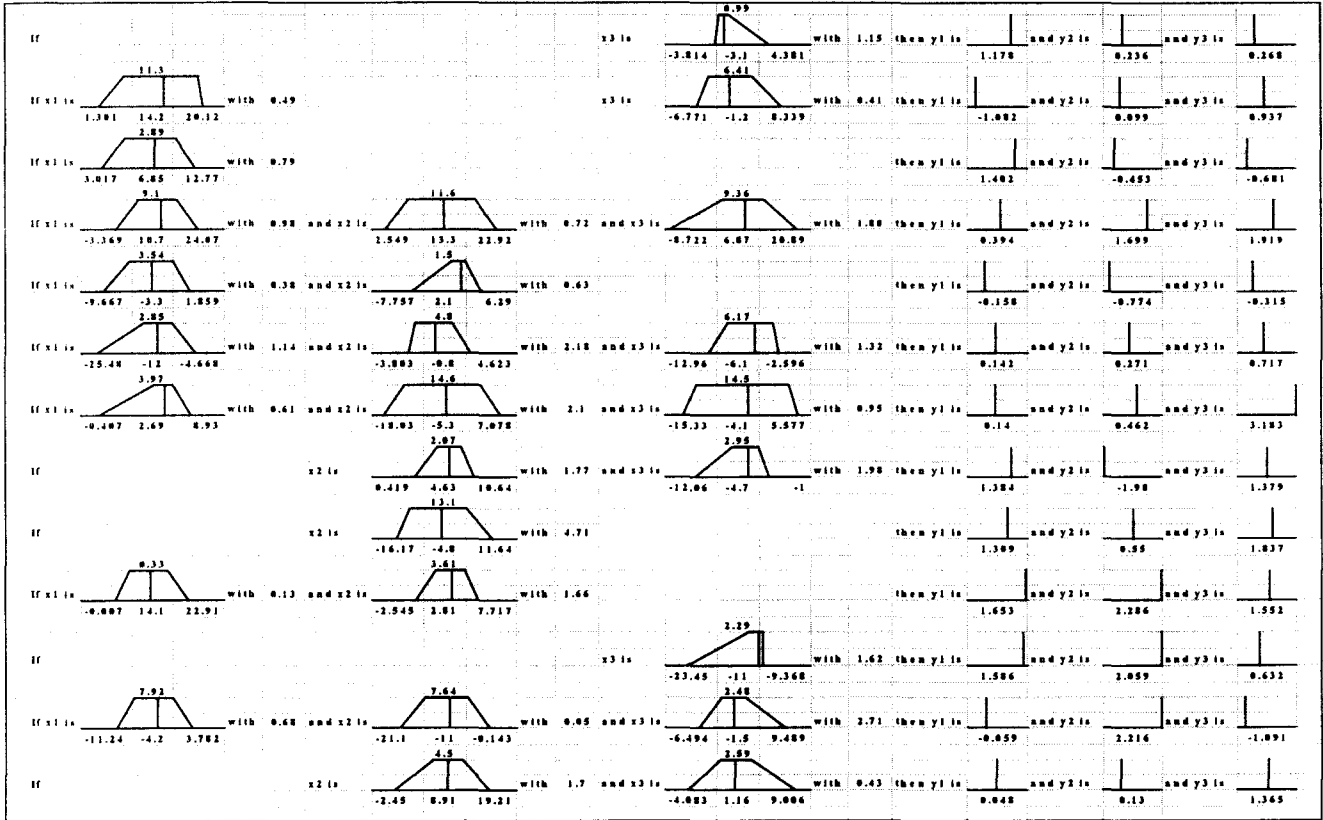 0.99
If x3 is with 1.15 then y1 is and y2 is and y3 is
-3.814 -3.1 4.381 1.178 0.236 0.268
11.3 6.41
If x1 is with 0.49 x3 is with 0.41 then y1 is and y2 is and y3 is
1.301 14.2 20.12 -6.771 -1.2 8.339 -1.082 0.099 0.937
2.89
If x1 is with 0.79 then y1 is and y2 is and y3 is
3.017 6.85 12.77 1.402 -0.453 -0.681
9.1 11.6 9.36
If x1 is with 0.98 and x2 is with 0.72 and x3 is with 1.80 then y1 is and y2 is and y3 is
-3.369 10.7 24.07 2.549 13.3 22.92 -8.722 6.87 20.89 0.394 1.699 1.919
3.54 1.5
If x1 is with 0.38 and x2 is with 0.63 then y1 is and y2 is and y3 is
-9.667 -3.3 1.859 -7.757 2.1 6.29 -0.158 -0.774 -0.315
2.85 4.8 6.17
If x1 is with 1.14 and x2 is with 2.18 and x3 is with 1.32 then y1 is and y2 is and y3 is
-25.48 -12 -4.668 -3.803 -0.8 4.623 -12.96 -6.1 -2.596 0.142 0.271 0.717
3.97 14.6 14.5
If x1 is with 0.61 and x2 is with 2.1 and x3 is with 0.95 then y1 is and y2 is and y3 is
-0.407 2.69 8.93 -18.03 -5.3 7.078 -15.33 -4.1 5.577 0.14 0.462 3.183
2.07 2.95
If x2 is with 1.77 and x3 is with 1.98 then y1 is and y2 is and y3 is
0.419 4.63 10.64 -12.06 -4.7 -1 1.384 -1.98 1.379
13.1
If x2 is with 4.71 then y1 is and y2 is and y3 is
-16.17 -4.8 11.64 1.309 0.55 1.837
0.33 3.61
If x1 is with 0.13 and x2 is with 1.66 then y1 is and y2 is and y3 is
-0.007 14.1 22.91 -2.545 2.81 7.717 1.653 2.286 1.552
2.29
If x3 is with 1.62 then y1 is and y2 is and y3 is
-23.45 -11 -9.368 1.586 2.059 0.632
7.92 7.64 2.48
If x1 is with 0.68 and x2 is with 0.05 and x3 is with 2.71 then y1 is and y2 is and y3 is
-11.24 -4.2 3.782 -21.1 -11 -0.143 -6.494 -1.5 9.489 -0.059 2.216 -1.091
4.5 2.59
If x2 is with 1.7 and x3 is with 0.43 then y1 is and y2 is and y3 is
-2.45 8.91 19.21 -4.083 1.16 9.006 0.048 0.13 1.365